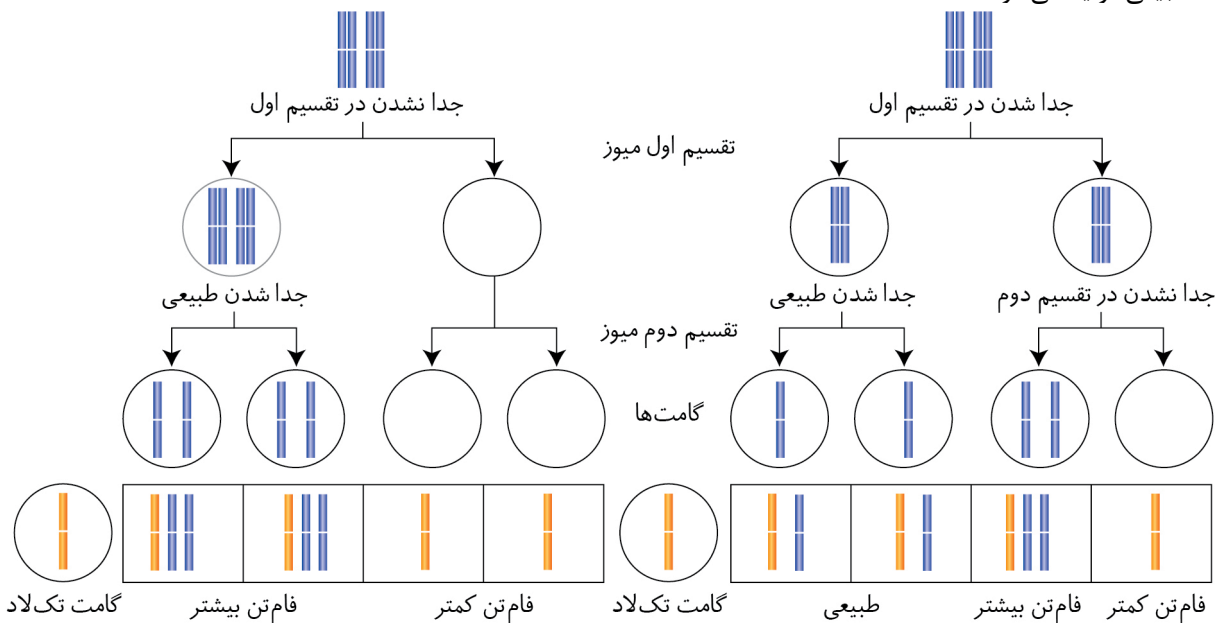 جدا شدن در تقسیم اول
جدا نشدن در تقسیم اول
تقسیم اول میوز
جدا نشدن در تقسیم دوم
جدا شدن طبیعی
جدا شدن طبیعی
تقسیم دوم میوز
گامت‌ها
فام‌تن کمتر
فام‌تن بیشتر
طبیعی
گامت تک‌لاد
فام‌تن کمتر
فام‌تن بیشتر
گامت تک‌لاد